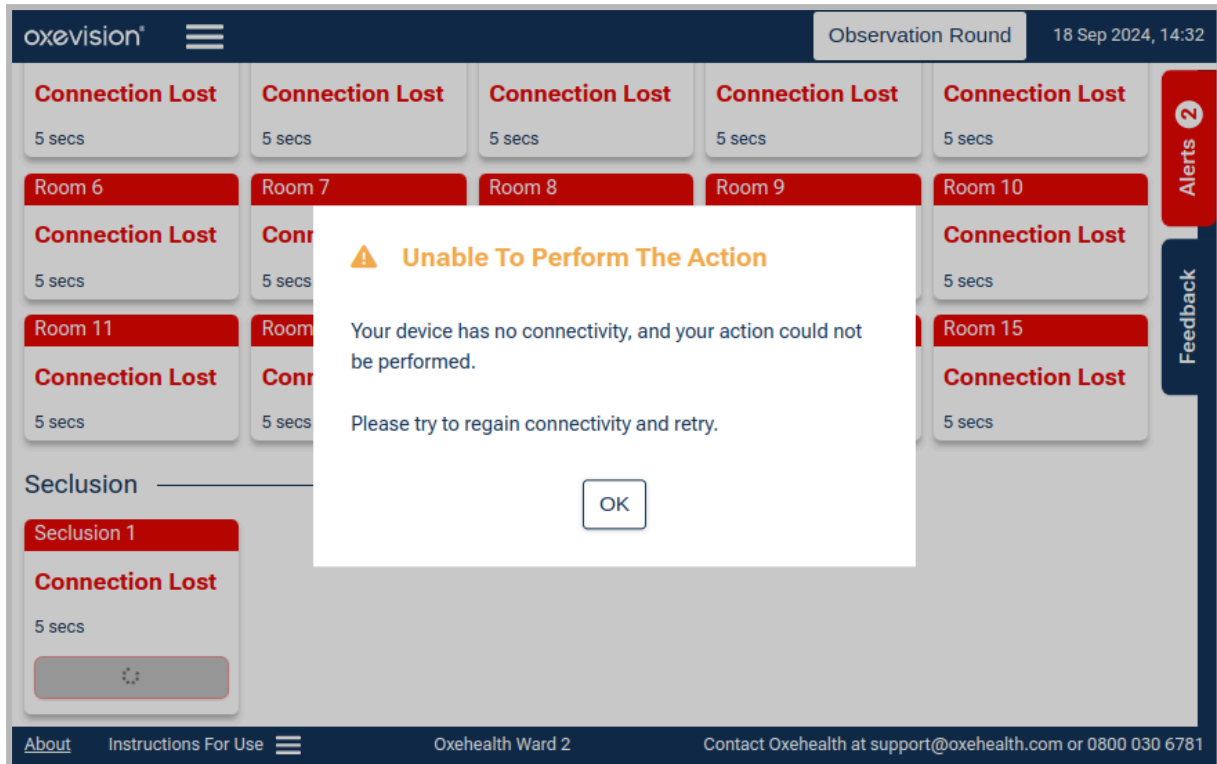 oxevision
Observation Round
18 Sep 2024, 14:32
Connection Lost
Connection Lost
Connection Lost
Connection Lost
Connection Lost
5 secs
5 secs
5 secs
5 secs
5 secs
Room 6
Room 7
Room 8
Room 9
Room 10
Connection Lost
Conn
Connection Lost
5 secs
5 secs
5 secs
Room 11
Room
Room 15
Connection Lost
Conn
Connection Lost
5 secs
5 secs
5 secs
Unable To Perform The Action
Your device has no connectivity, and your action could not
be performed.
Please try to regain connectivity and retry.
OK
Seclusion
Seclusion 1
Connection Lost
5 secs
Alerts 2
Feedback
About
Instructions For Use
Oxehealth Ward 2
Contact Oxehealth at support@oxehealth.com or 0800 030 6781